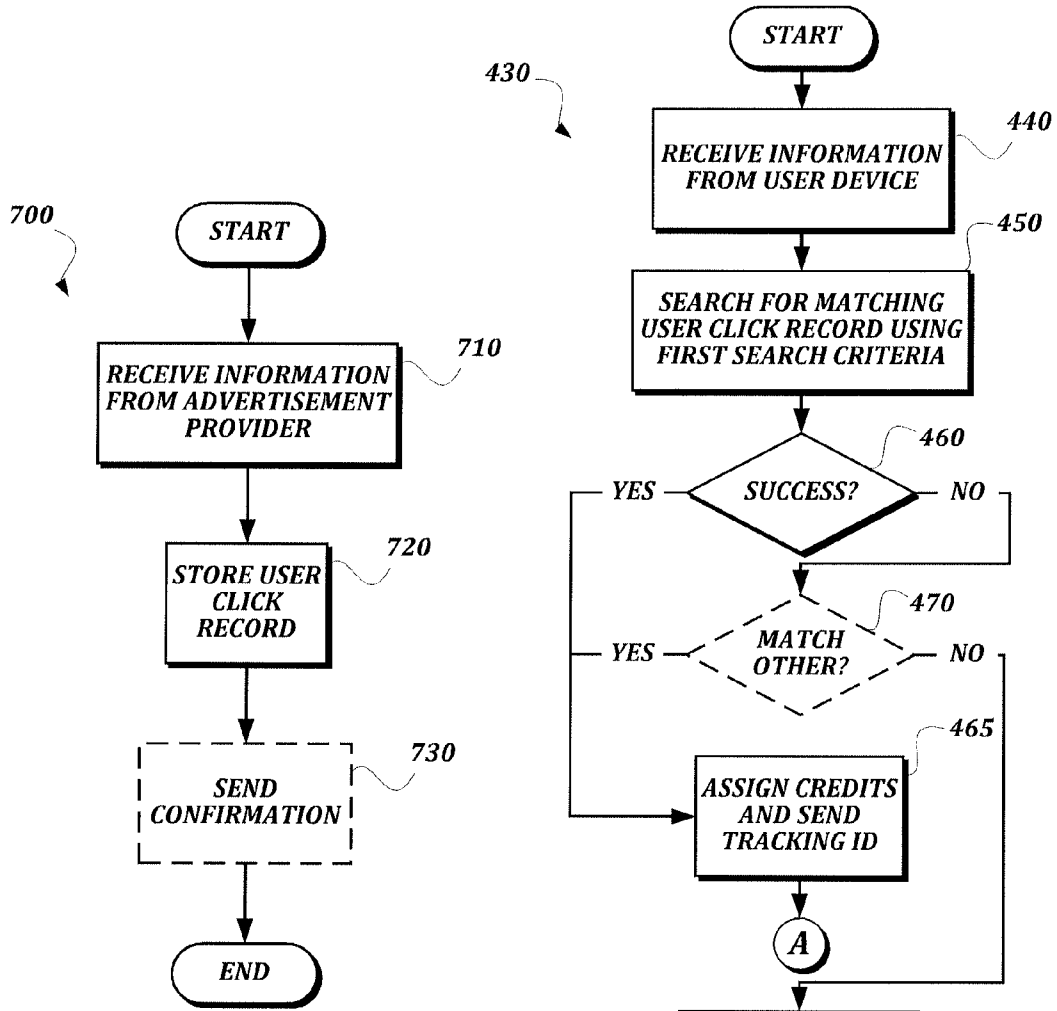 700
START
RECEIVE INFORMATION
FROM ADVERTISEMENT
PROVIDER
710
STORE USER
CLICK
RECORD
720
SEND
CONFIRMATION
730
END
430
START
RECEIVE INFORMATION
FROM USER DEVICE
440
SEARCH FOR MATCHING
USER CLICK RECORD USING
FIRST SEARCH CRITERIA
450
SUCCESS?
460
YES
NO
MATCH
OTHER?
470
YES
NO
ASSIGN CREDITS
AND SEND
TRACKING ID
465
A